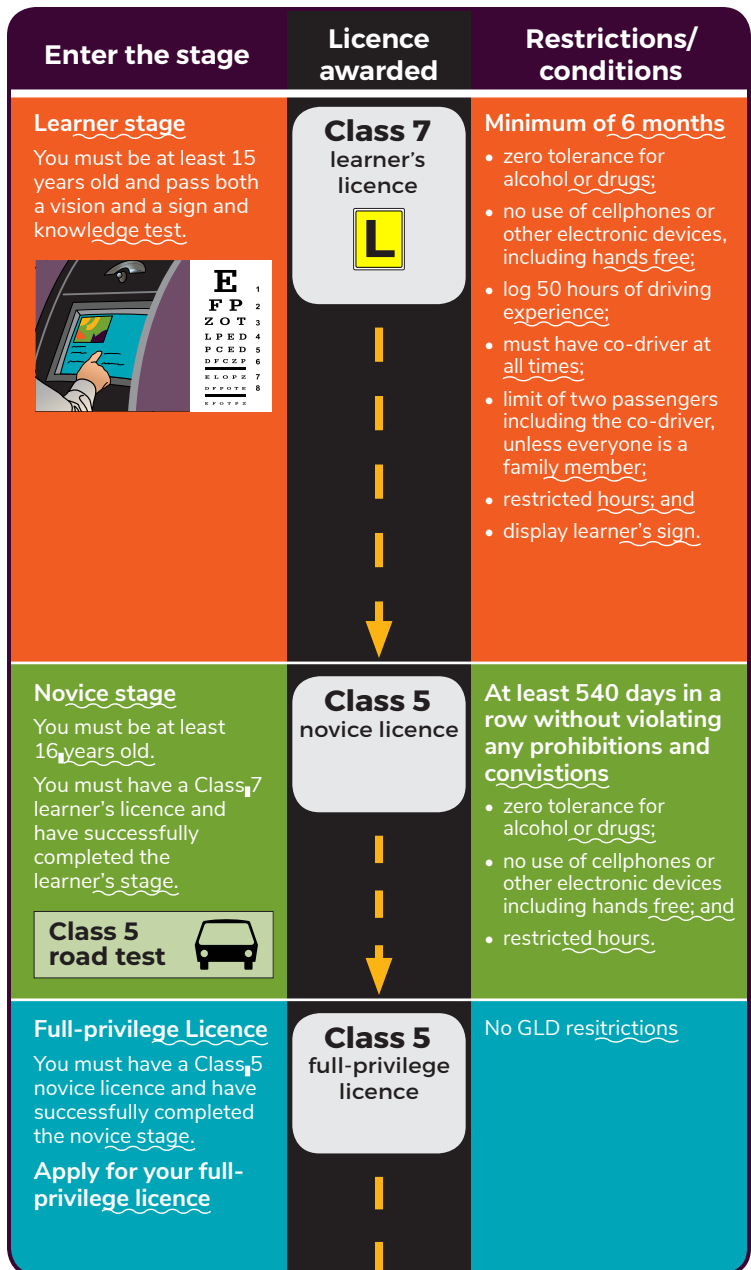 Enter the stage
Licence
awarded
Restrictions/
conditions
Learner stage
You must be at least 15
years old and pass both
a vision and a sign and
knowledge test.
E 1
F P 2
Z O T 3
L P E D 4
P C E D 5
D F C Z P 6
E L O P Z 7
D F P O T E 8
E F O T P Z
Class 7
learner's
licence
L
Minimum of 6 months
• zero tolerance for
alcohol or drugs;
• no use of cellphones or
other electronic devices,
including hands free;
• log 50 hours of driving
experience;
• must have co-driver at
all times;
• limit of two passengers
including the co-driver,
unless everyone is a
family member;
• restricted hours; and
• display learner's sign.
Novice stage
You must be at least
16 years old.
You must have a Class 7
learner's licence and
have successfully
completed the
learner's stage.
Class 5
road test
Class 5
novice licence
At least 540 days in a
row without violating
any prohibitions and
convistions
• zero tolerance for
alcohol or drugs;
• no use of cellphones or
other electronic devices
including hands free; and
• restricted hours.
Full-privilege Licence
You must have a Class 5
novice licence and have
successfully completed
the novice stage.
Apply for your full-
privilege licence
Class 5
full-privilege
licence
No GLD resitrictions